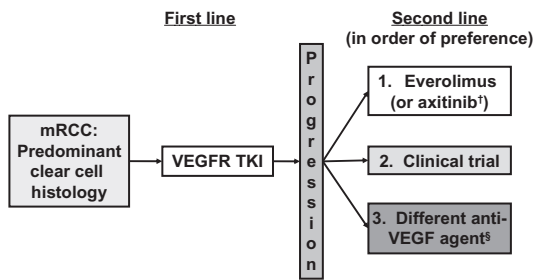 First line
Second line
(in order of preference)
mRCC:
Predominant
clear cell
histology
VEGFR TKI
Progression
1. Everolimus
(or axitinib†)
2. Clinical trial
3. Different anti-
VEGF agent§